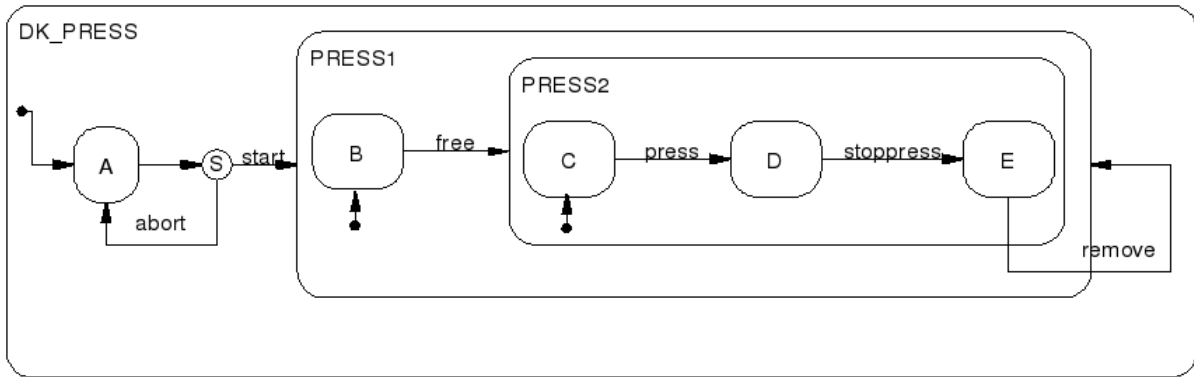 DK_PRESS
PRESS1
PRESS2
A
S
start
B
free
C
press
D
stoppress
E
abort
remove